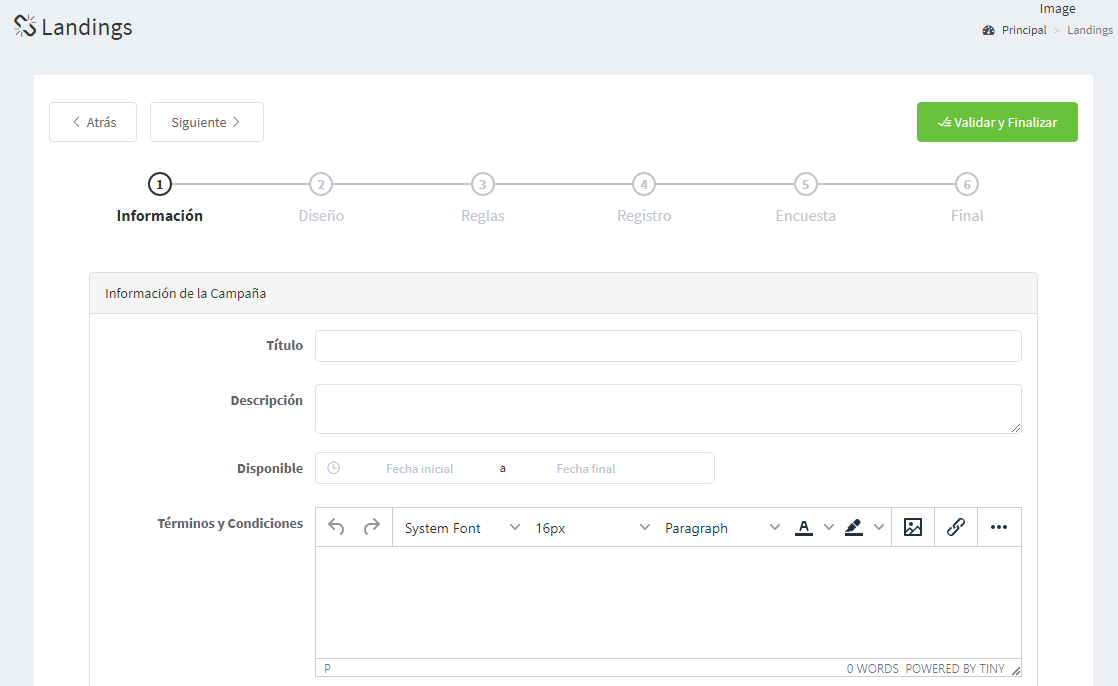 Image
Landings
Principal > Landings
Atrás
Siguiente
Validar y Finalizar
1 2 3 4 5 6
Información Diseño Reglas Registro Encuesta Final
Información de la Campaña
Título
Descripción
Disponible Fecha inicial a Fecha final
Términos y Condiciones System Font 16px Paragraph A
P 0 WORDS POWERED BY TINY